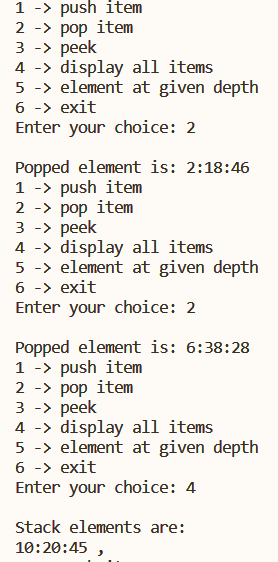 1 -> push item
2 -> pop item
3 -> peek
4 -> display all items
5 -> element at given depth
6 -> exit
Enter your choice: 2
Popped element is: 2:18:46
1 -> push item
2 -> pop item
3 -> peek
4 -> display all items
5 -> element at given depth
6 -> exit
Enter your choice: 2
Popped element is: 6:38:28
1 -> push item
2 -> pop item
3 -> peek
4 -> display all items
5 -> element at given depth
6 -> exit
Enter your choice: 4
Stack elements are:
10:20:45 ,